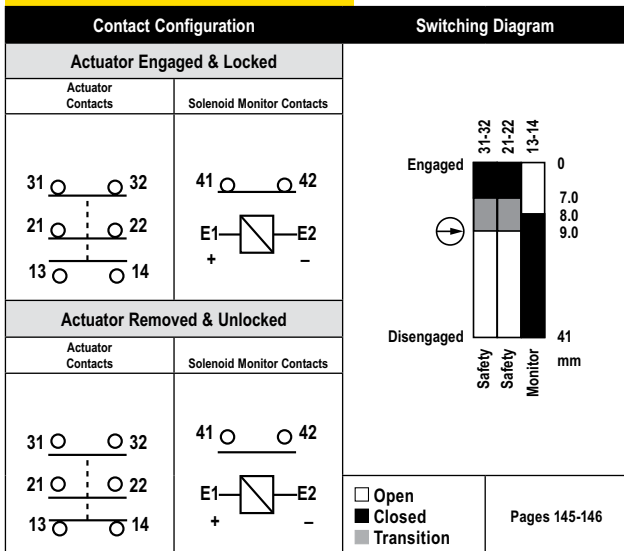 Contact Configuration
Switching Diagram
Actuator Engaged & Locked
Actuator
Contacts
Solenoid Monitor Contacts
31 32
21 22
13 14
41 42
E1 E2
+ –
Actuator Removed & Unlocked
Actuator
Contacts
Solenoid Monitor Contacts
31 32
21 22
13 14
41 42
E1 E2
+ –
31-32
21-22
13-14
Engaged
0
7.0
8.0
9.0
Disengaged
41
mm
Safety
Safety
Monitor
Open
Closed
Transition
Pages 145-146